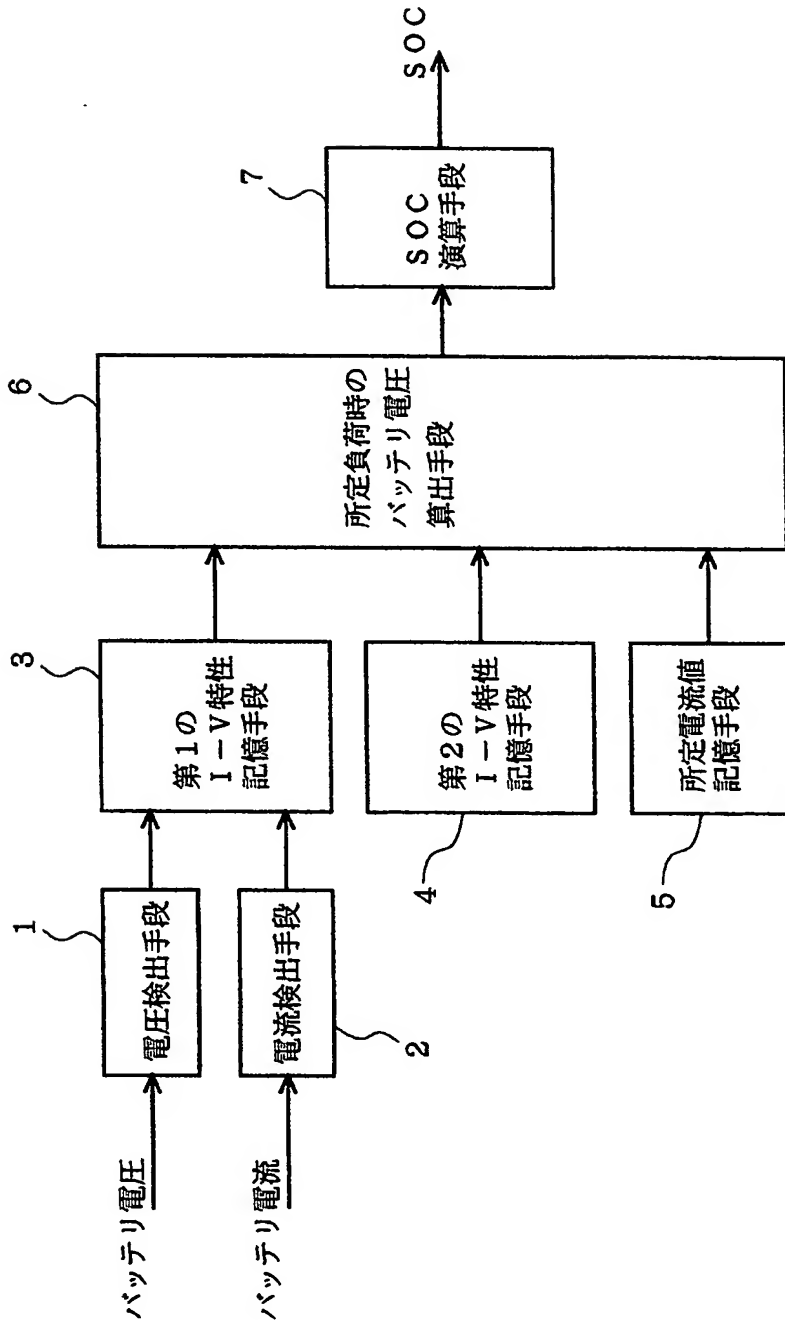 バッテリ電圧
1
電圧検出手段
バッテリ電流
電流検出手段
2
3
第1の
I－V特性
記憶手段
4
第2の
I－V特性
記憶手段
5
所定電流値
記憶手段
6
所定負荷時の
バッテリ電圧
算出手段
7
SOC
演算手段
SOC